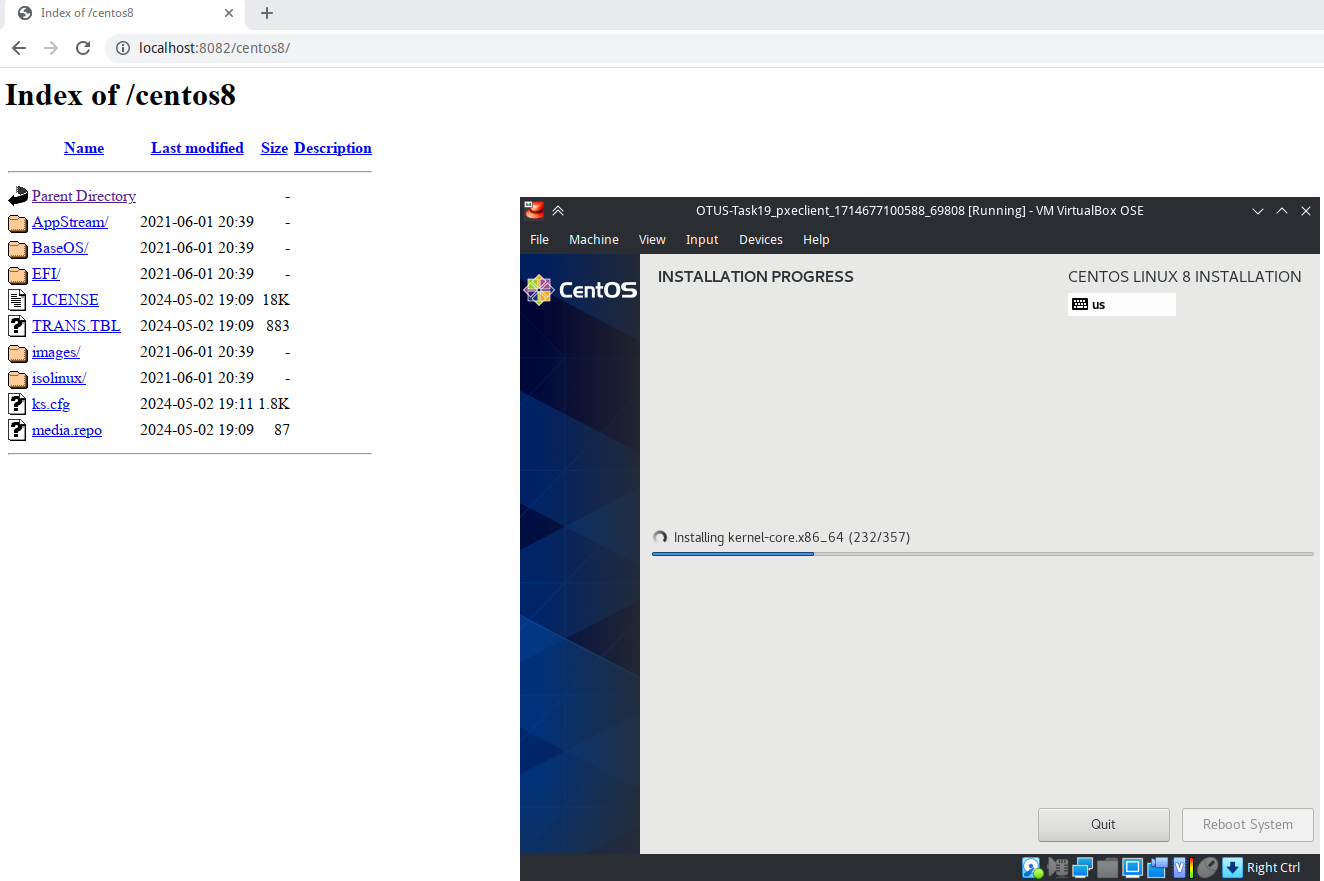 Index of /centos8
localhost:8082/centos8/
Index of /centos8
Name Last modified Size Description
Parent Directory -
AppStream/ 2021-06-01 20:39 -
BaseOS/ 2021-06-01 20:39 -
EFI/ 2021-06-01 20:39 -
LICENSE 2024-05-02 19:09 18K
TRANS.TBL 2024-05-02 19:09 883
images/ 2021-06-01 20:39 -
isolinux/ 2021-06-01 20:39 -
ks.cfg 2024-05-02 19:11 1.8K
media.repo 2024-05-02 19:09 87
OTUS-Task19_pxeclient_1714677100588_69808 [Running] - VM VirtualBox OSE
File Machine View Input Devices Help
CentOS
INSTALLATION PROGRESS
CENTOS LINUX 8 INSTALLATION
us
Installing kernel-core.x86_64 (232/357)
Quit
Reboot System
Right Ctrl